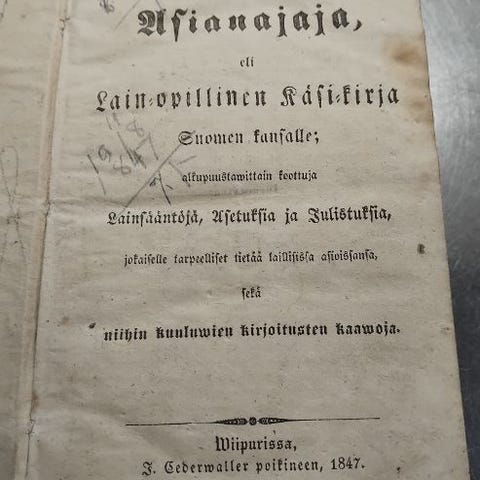 Asianajaja,
eli
Lain-opillinen Käsi-kirja
Suomen kansalle;
alkupuustawittain koottuja
Lainsääntöjä, Asetuksia ja Julistuksia,
jokaiselle tarpeelliset tietää laillisissa asioissansa,
sekä
niihin kuuluwien kirjoitusten kaawoja.
Wiipurissa,
J. Cederwaller poikineen, 1847.